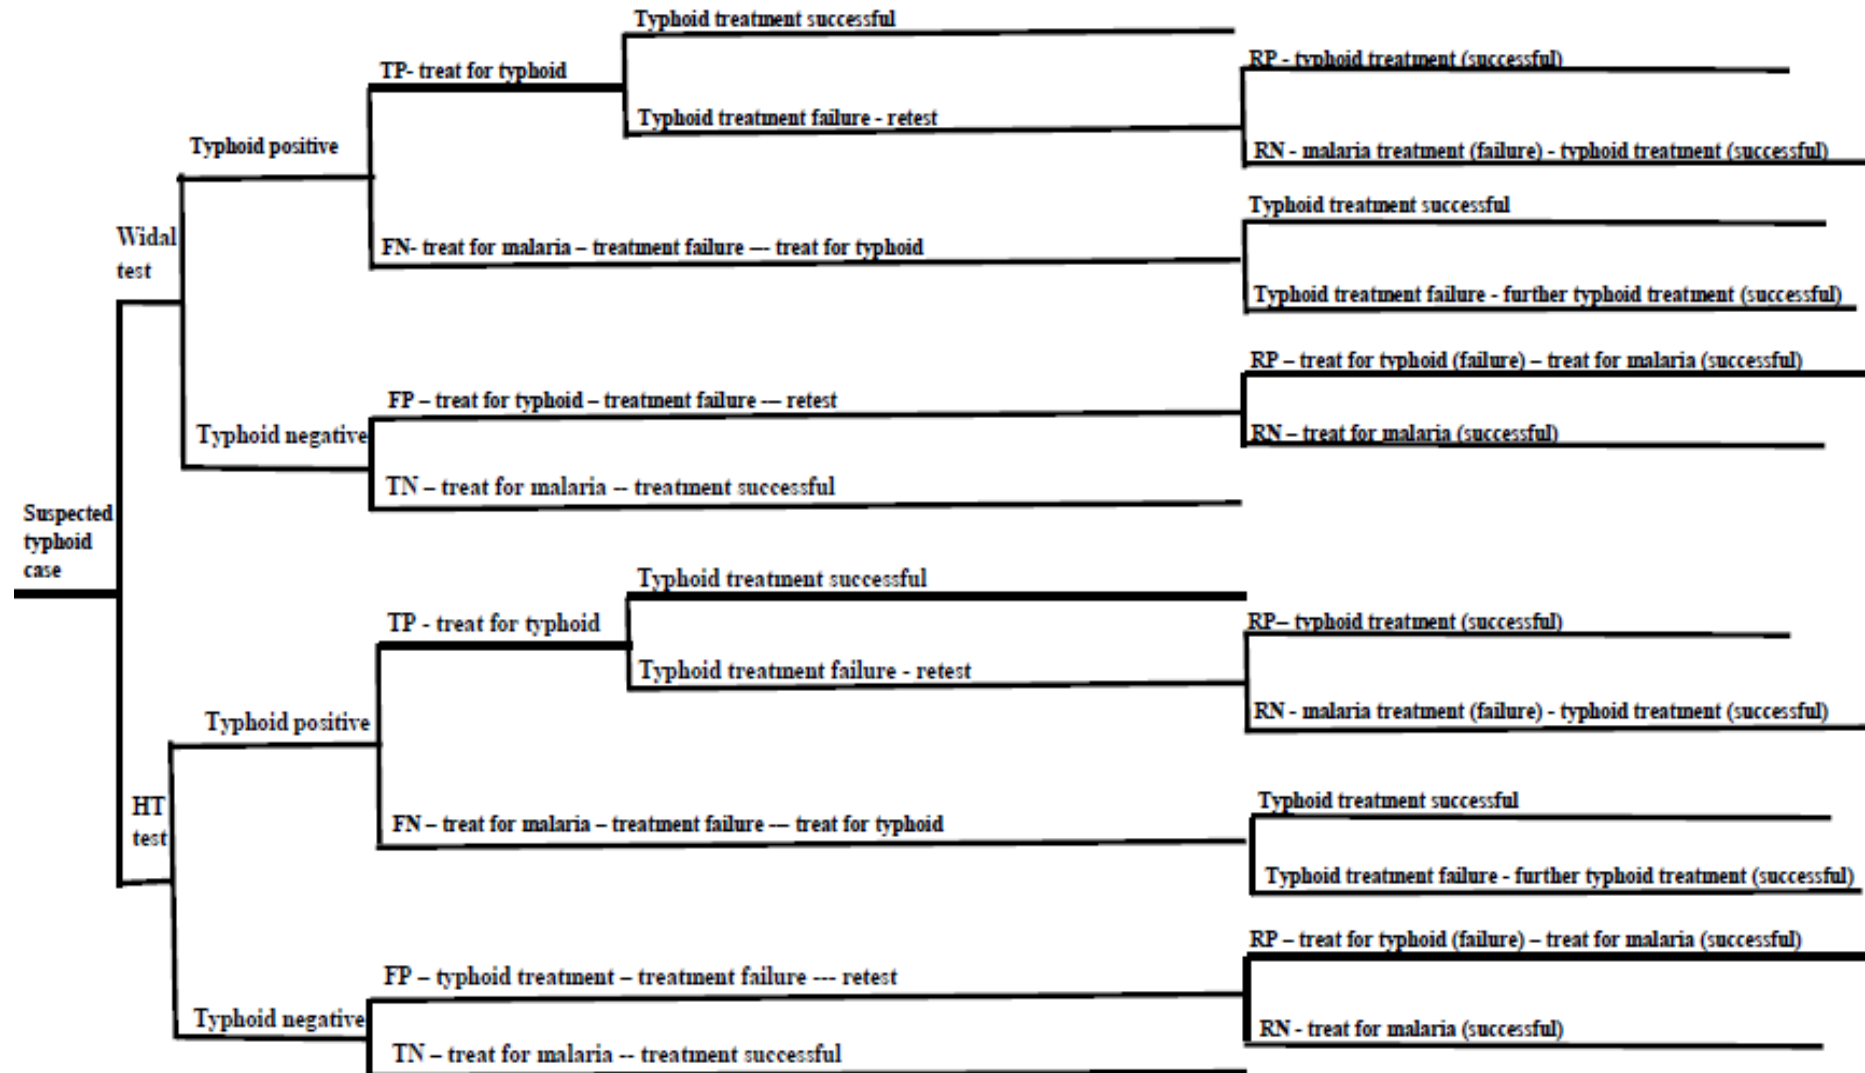 Typhoid treatment successful
TP- treat for typhoid
RP - typhoid treatment (successful)
Typhoid treatment failure - retest
Typhoid positive
RN - malaria treatment (failure) - typhoid treatment (successful)
Typhoid treatment successful
Widal
test
FN- treat for malaria – treatment failure --- treat for typhoid
Typhoid treatment failure - further typhoid treatment (successful)
RP – treat for typhoid (failure) – treat for malaria (successful)
FP – treat for typhoid – treatment failure --- retest
Typhoid negative
RN – treat for malaria (successful)
TN – treat for malaria -- treatment successful
Suspected
typhoid
case
Typhoid treatment successful
TP - treat for typhoid
RP– typhoid treatment (successful)
Typhoid treatment failure - retest
Typhoid positive
RN - malaria treatment (failure) - typhoid treatment (successful)
HT
test
Typhoid treatment successful
FN – treat for malaria – treatment failure --- treat for typhoid
Typhoid treatment failure - further typhoid treatment (successful)
RP – treat for typhoid (failure) – treat for malaria (successful)
FP – typhoid treatment – treatment failure --- retest
Typhoid negative
RN - treat for malaria (successful)
TN – treat for malaria -- treatment successful